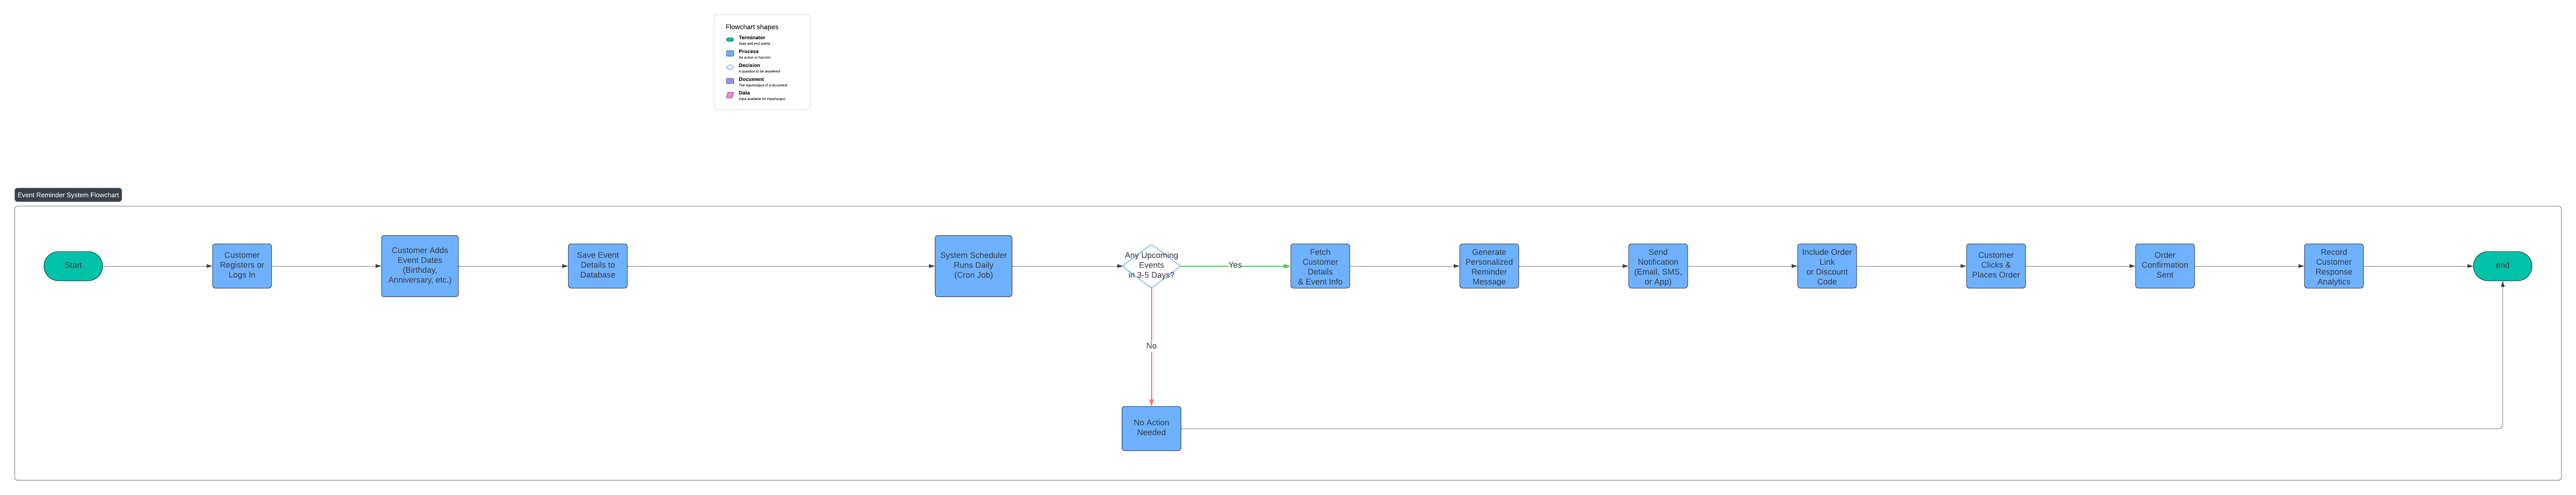 Flowchart shapes
Terminator
Start and end points
Process
An action or function
Decision
A question to be answered
Document
The input/output of a document
Data
Data available for input/output
Event Reminder System Flowchart
Start
Customer
Registers or
Logs In
Customer Adds
Event Dates
(Birthday,
Anniversary, etc.)
Save Event
Details to
Database
System Scheduler
Runs Daily
(Cron Job)
Any Upcoming
Events
in 3-5 Days?
Yes
Fetch
Customer
Details
& Event Info
Generate
Personalized
Reminder
Message
Send
Notification
(Email, SMS,
or App)
Include Order
Link
or Discount
Code
Customer
Clicks &
Places Order
Order
Confirmation
Sent
Record
Customer
Response
Analytics
end
No
No Action
Needed